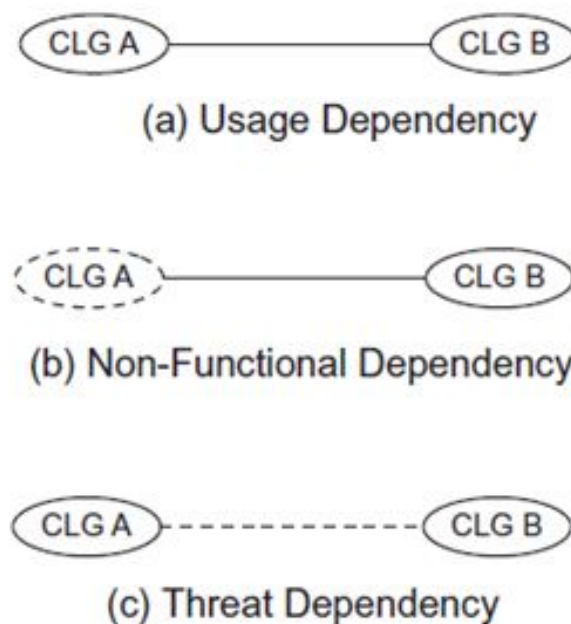 CLG A CLG B
(a) Usage Dependency
CLG A CLG B
(b) Non-Functional Dependency
CLG A CLG B
(c) Threat Dependency